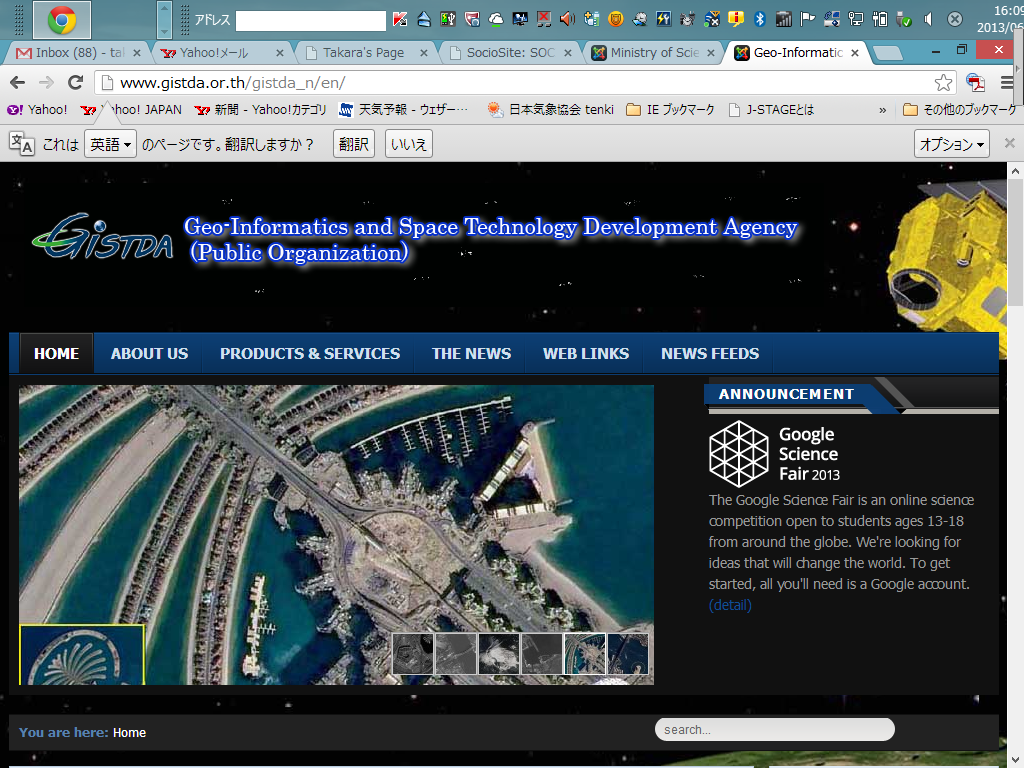 アドレス
16:09
2013/06
Inbox (88) - tal
Yahoo!メール
Takara's Page
SocioSite: SOC
Ministry of Scie
Geo-Informatic
www.gistda.or.th/gistda_n/en/
Yahoo!
Yahoo! JAPAN
新聞 - Yahoo!カテゴリ
天気予報 - ウェザー…
日本気象協会 tenki
IE ブックマーク
J-STAGEとは
»
その他のブックマーク
これは 英語 のページです。翻訳しますか？ 翻訳 いいえ
オプション
GISTDA
Geo-Informatics and Space Technology Development Agency
(Public Organization)
HOME
ABOUT US
PRODUCTS & SERVICES
THE NEWS
WEB LINKS
NEWS FEEDS
ANNOUNCEMENT
Google
Science
Fair 2013
The Google Science Fair is an online science
competition open to students ages 13-18
from around the globe. We're looking for
ideas that will change the world. To get
started, all you'll need is a Google account.
(detail)
You are here: Home
search...